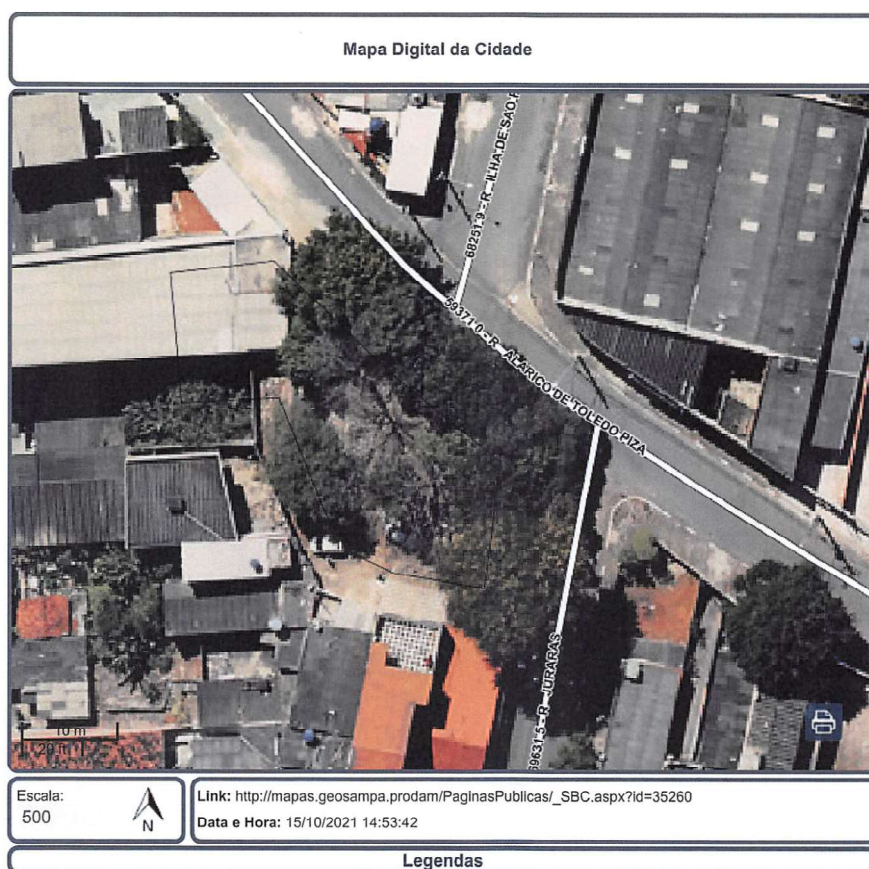 Mapa Digital da Cidade
68251.9 - R ILHA DE SAO F
59371.0 - R ALARICO DE TOLEDO PIZA
69631.5 - R JURARAS
10 m
20 ft
Escala:
500
N
Link: http://mapas.geosampa.prodam/PaginasPublicas/_SBC.aspx?id=35260
Data e Hora: 15/10/2021 14:53:42
Legendas